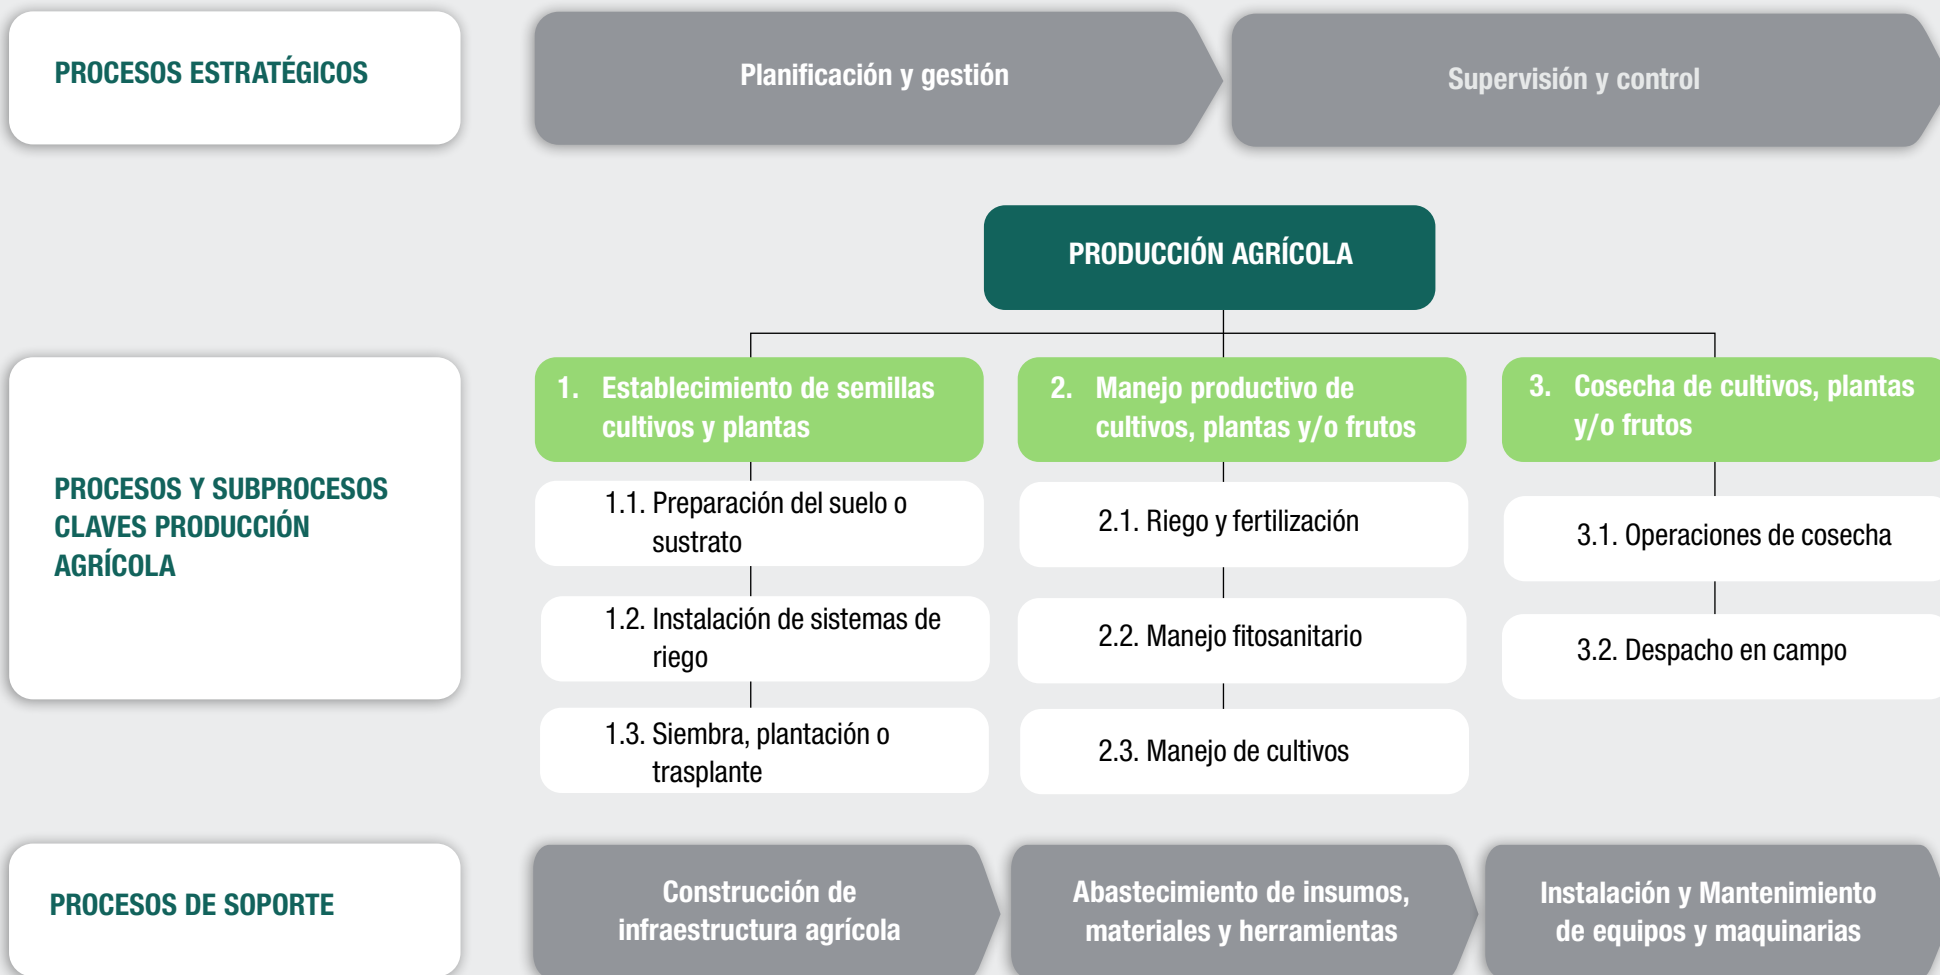 PROCESOS ESTRATÉGICOS
Planificación y gestión
Supervisión y control
PRODUCCIÓN AGRÍCOLA
PROCESOS Y SUBPROCESOS
CLAVES PRODUCCIÓN
AGRÍCOLA
1. Establecimiento de semillas
cultivos y plantas
1.1. Preparación del suelo o
sustrato
1.2. Instalación de sistemas de
riego
1.3. Siembra, plantación o
trasplante
2. Manejo productivo de
cultivos, plantas y/o frutos
2.1. Riego y fertilización
2.2. Manejo fitosanitario
2.3. Manejo de cultivos
3. Cosecha de cultivos, plantas
y/o frutos
3.1. Operaciones de cosecha
3.2. Despacho en campo
PROCESOS DE SOPORTE
Construcción de
infraestructura agrícola
Abastecimiento de insumos,
materiales y herramientas
Instalación y Mantenimiento
de equipos y maquinarias